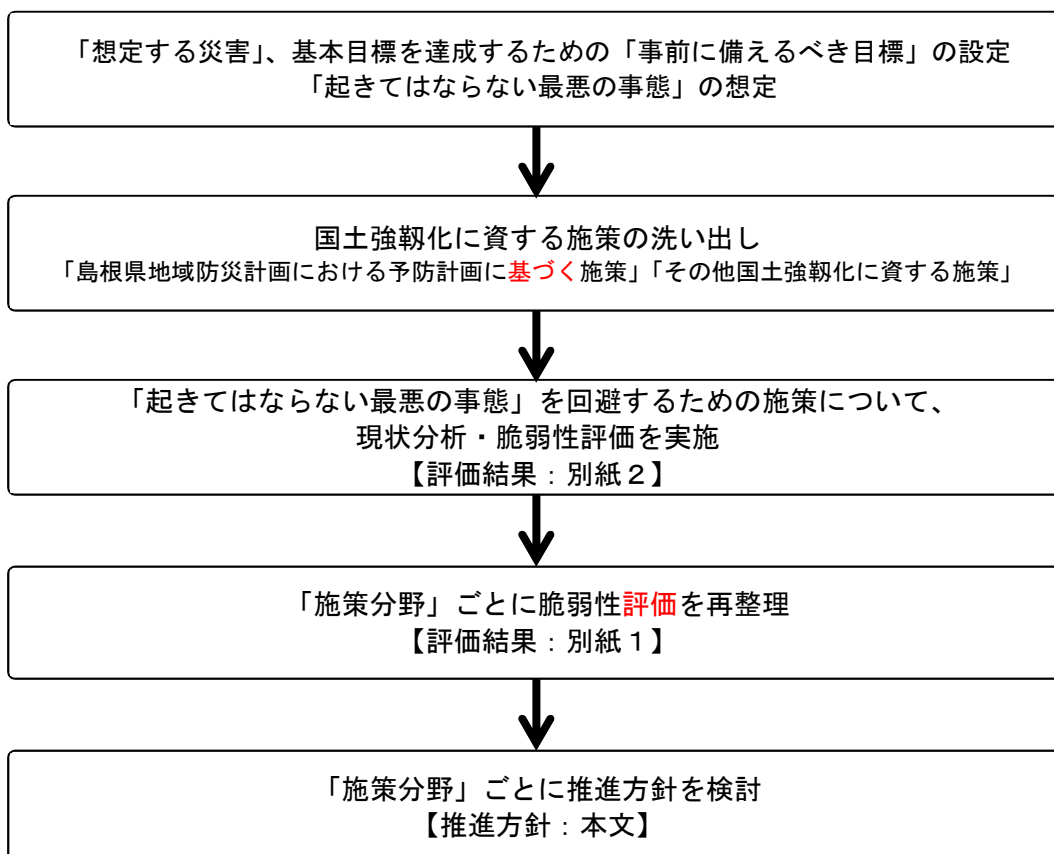 「想定する災害」、基本目標を達成するための「事前に備えるべき目標」の設定
「起きてはならない最悪の事態」の想定
国土強靱化に資する施策の洗い出し
「島根県地域防災計画における予防計画に基づく施策」「その他国土強靱化に資する施策」
「起きてはならない最悪の事態」を回避するための施策について、
現状分析・脆弱性評価を実施
【評価結果：別紙２】
「施策分野」ごとに脆弱性評価を再整理
【評価結果：別紙１】
「施策分野」ごとに推進方針を検討
【推進方針：本文】